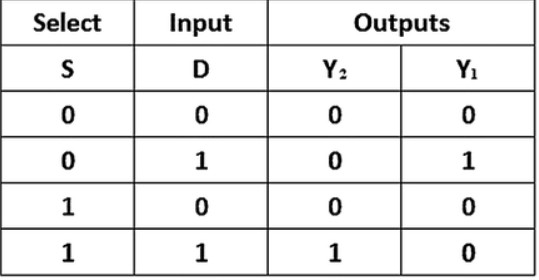 Select Input Outputs
S D Y₂ Y₁
0 0 0 0
0 1 0 1
1 0 0 0
1 1 1 0